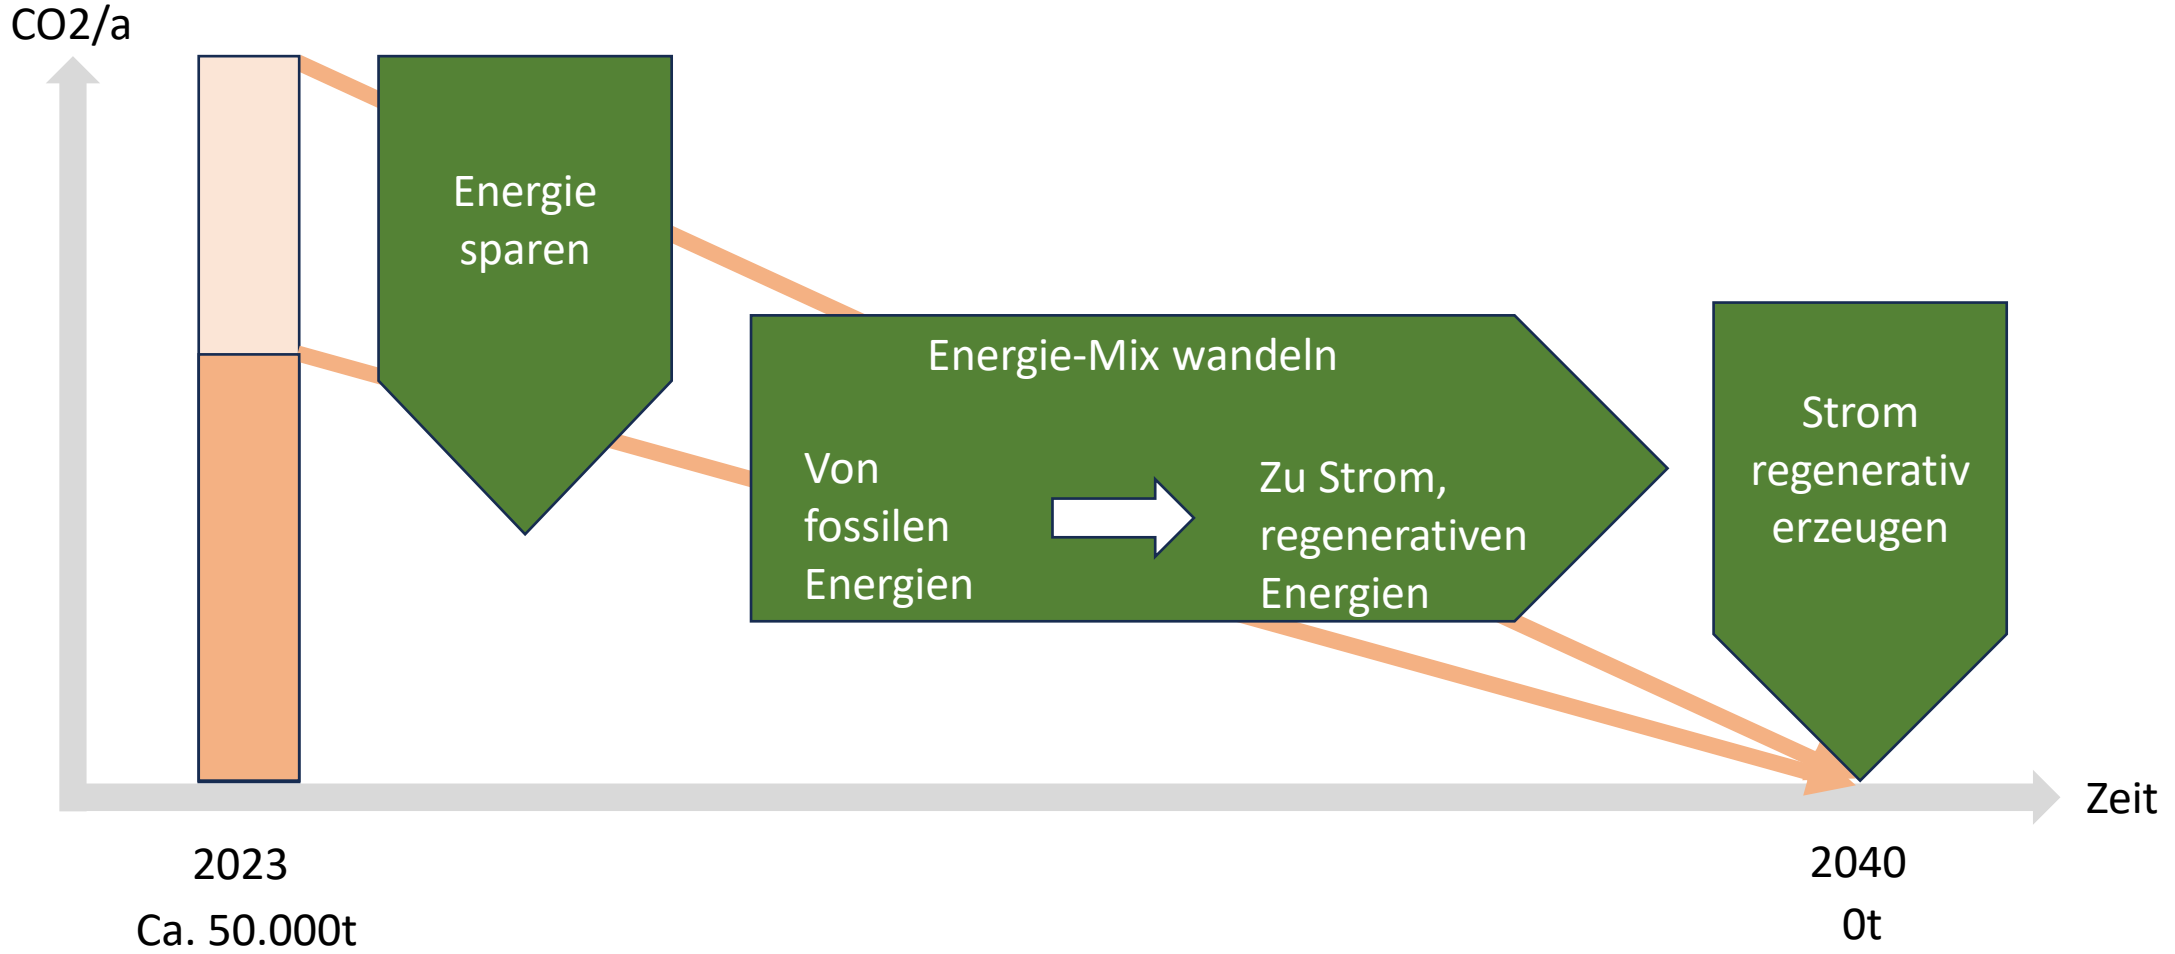 CO2/a
Energie
sparen
Energie-Mix wandeln
Von
fossilen
Energien
Zu Strom,
regenerativen
Energien
Strom
regenerativ
erzeugen
Zeit
2023
Ca. 50.000t
2040
0t